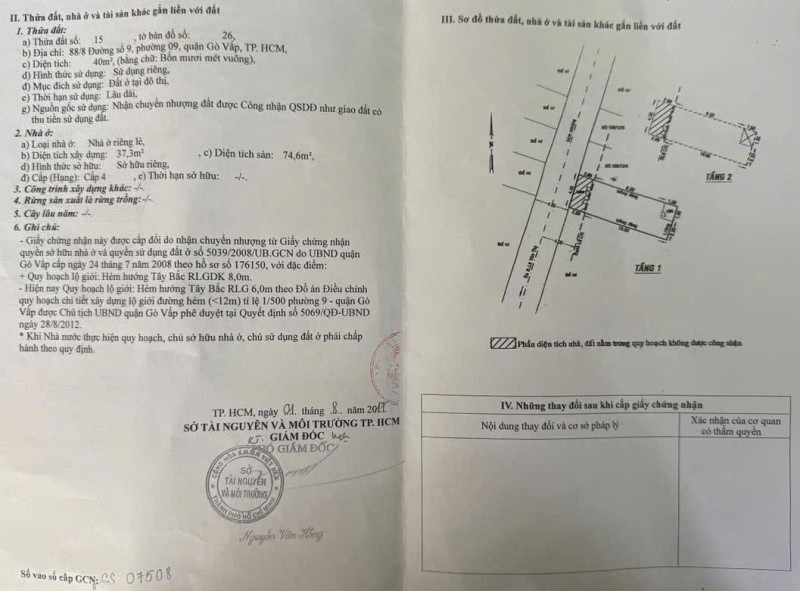 II. Thửa đất, nhà ở và tài sản khác gắn liền với đất
1. Thửa đất:
a) Thửa đất số: 15 , tờ bản đồ số: 26,
b) Địa chỉ: 88/8 Đường số 9, phường 09, quận Gò Vấp, TP. HCM,
c) Diện tích: 40m², (bằng chữ: Bốn mươi mét vuông),
d) Hình thức sử dụng: Sử dụng riêng,
đ) Mục đích sử dụng: Đất ở tại đô thị,
e) Thời hạn sử dụng: Lâu dài,
g) Nguồn gốc sử dụng: Nhận chuyển nhượng đất được Công nhận QSDĐ như giao đất có
thu tiền sử dụng đất.
2. Nhà ở:
a) Loại nhà ở: Nhà ở riêng lẻ,
b) Diện tích xây dựng: 37,3m² , c) Diện tích sàn: 74,6m²,
d) Hình thức sở hữu: Sở hữu riêng,
đ) Cấp (Hạng): Cấp 4 , e) Thời hạn sở hữu: -/-.
3. Công trình xây dựng khác: -/-.
4. Rừng sản xuất là rừng trồng: -/-.
5. Cây lâu năm: -/-
6. Ghi chú:
- Giấy chứng nhận này được cấp đổi do nhận chuyển nhượng từ Giấy chứng nhận
quyền sở hữu nhà ở và quyền sử dụng đất ở số 5039/2008/UB.GCN do UBND quận
Gò Vấp cấp ngày 24 tháng 7 năm 2008 theo hồ sơ số 176150, với đặc điểm:
+ Quy hoạch lộ giới: Hẻm hướng Tây Bắc RLGDK 8,0m.
- Hiện nay Quy hoạch lộ giới: Hẻm hướng Tây Bắc RLG 6,0m theo Đồ án Điều chỉnh
quy hoạch chi tiết xây dựng lộ giới đường hẻm (<12m) tỉ lệ 1/500 phường 9 - quận Gò
Vấp được Chủ tịch UBND quận Gò Vấp phê duyệt tại Quyết định số 5069/QĐ-UBND
ngày 28/8/2012.
* Khi Nhà nước thực hiện quy hoạch, chủ sở hữu nhà ở, chủ sử dụng đất ở phải chấp
hành theo quy định.
TP. HCM, ngày 01 tháng 8 năm
SỞ TÀI NGUYÊN VÀ MÔI TRƯỜNG TP. HCM
KT. GIÁM ĐỐC
PHÓ GIÁM ĐỐC
SỞ
TÀI NGUYÊN
VÀ MÔI TRƯỜNG
Nguyễn Văn Hồng
Số vào sổ cấp GCN: CS 07508
III. Sơ đồ thửa đất, nhà ở và tài sản khác gắn liền với đất
TẦNG 2
TẦNG 1
Phần diện tích nhà, đất nằm trong quy hoạch không được công nhận
IV. Những thay đổi sau khi cấp giấy chứng nhận
Nội dung thay đổi và cơ sở pháp lý
Xác nhận của cơ quan
có thẩm quyền